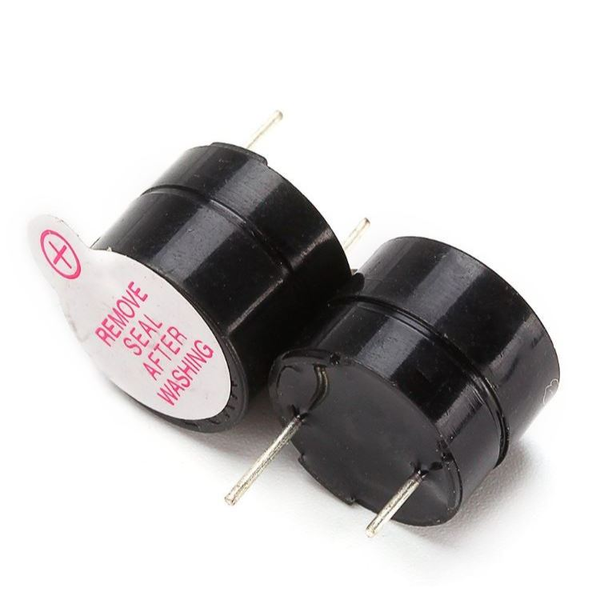 +
REMOVE
SEAL
AFTER
WASHING